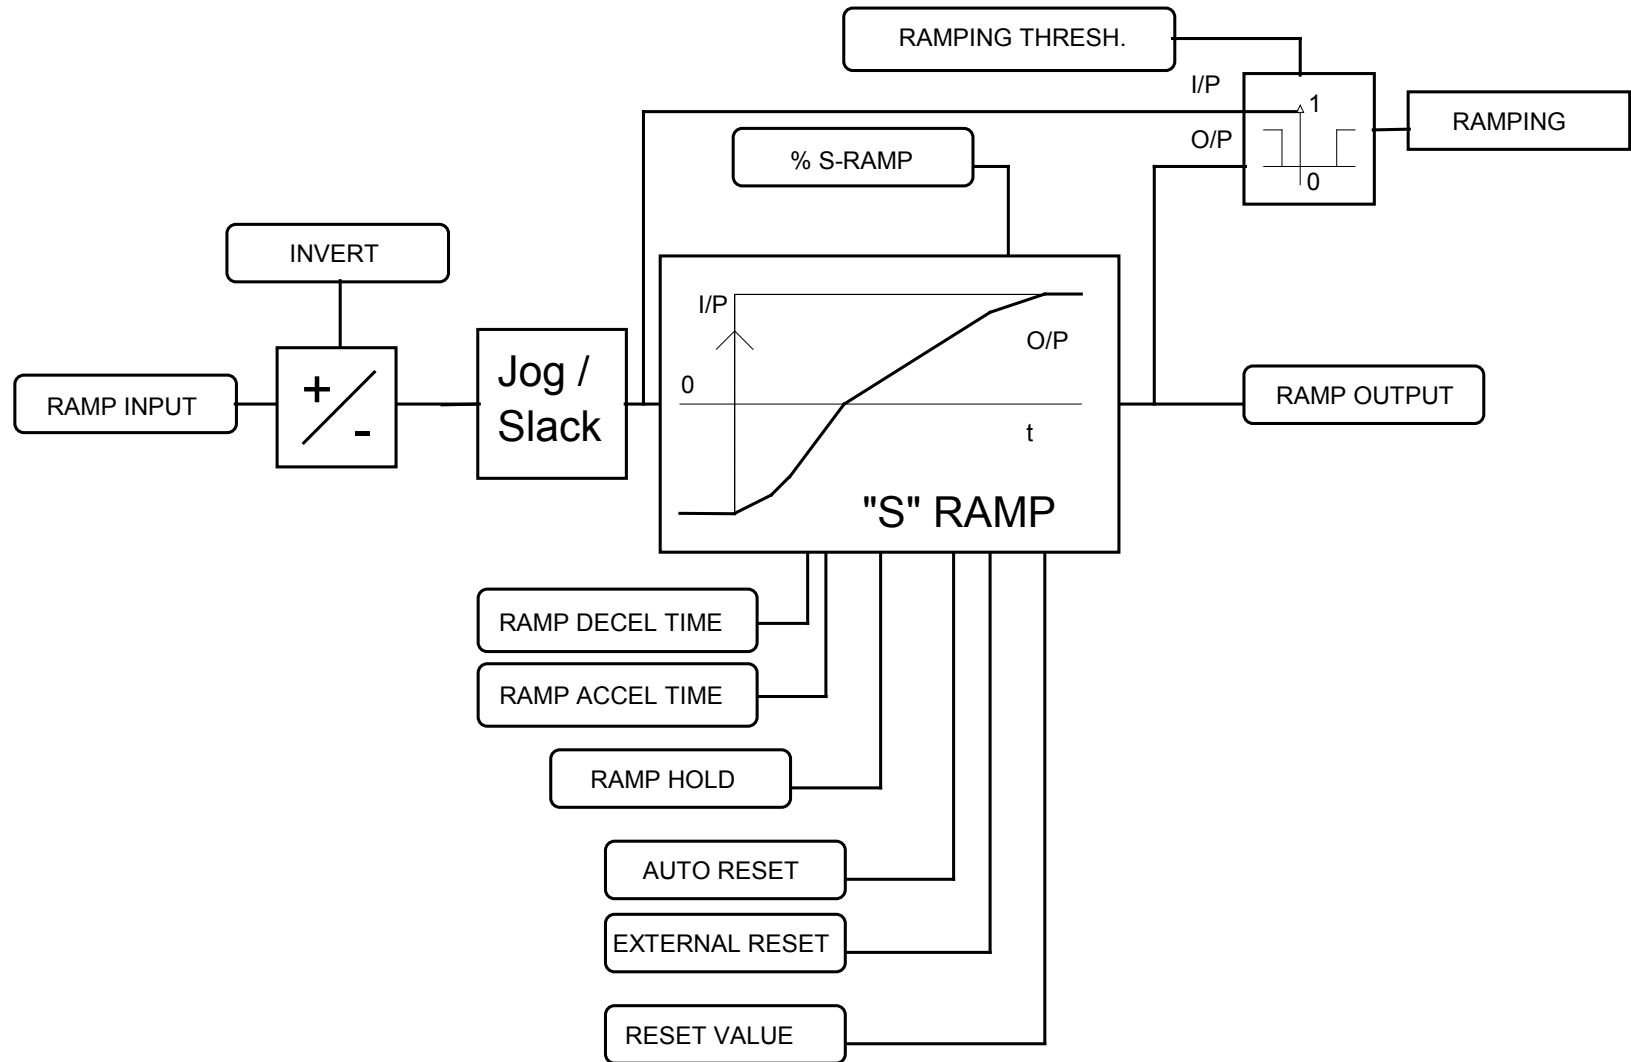 RAMPING THRESH.
I/P
1
RAMPING
O/P
0
% S-RAMP
INVERT
I/P
O/P
0
Jog /
Slack
+
-
RAMP INPUT
RAMP OUTPUT
t
"S" RAMP
RAMP DECEL TIME
RAMP ACCEL TIME
RAMP HOLD
AUTO RESET
EXTERNAL RESET
RESET VALUE